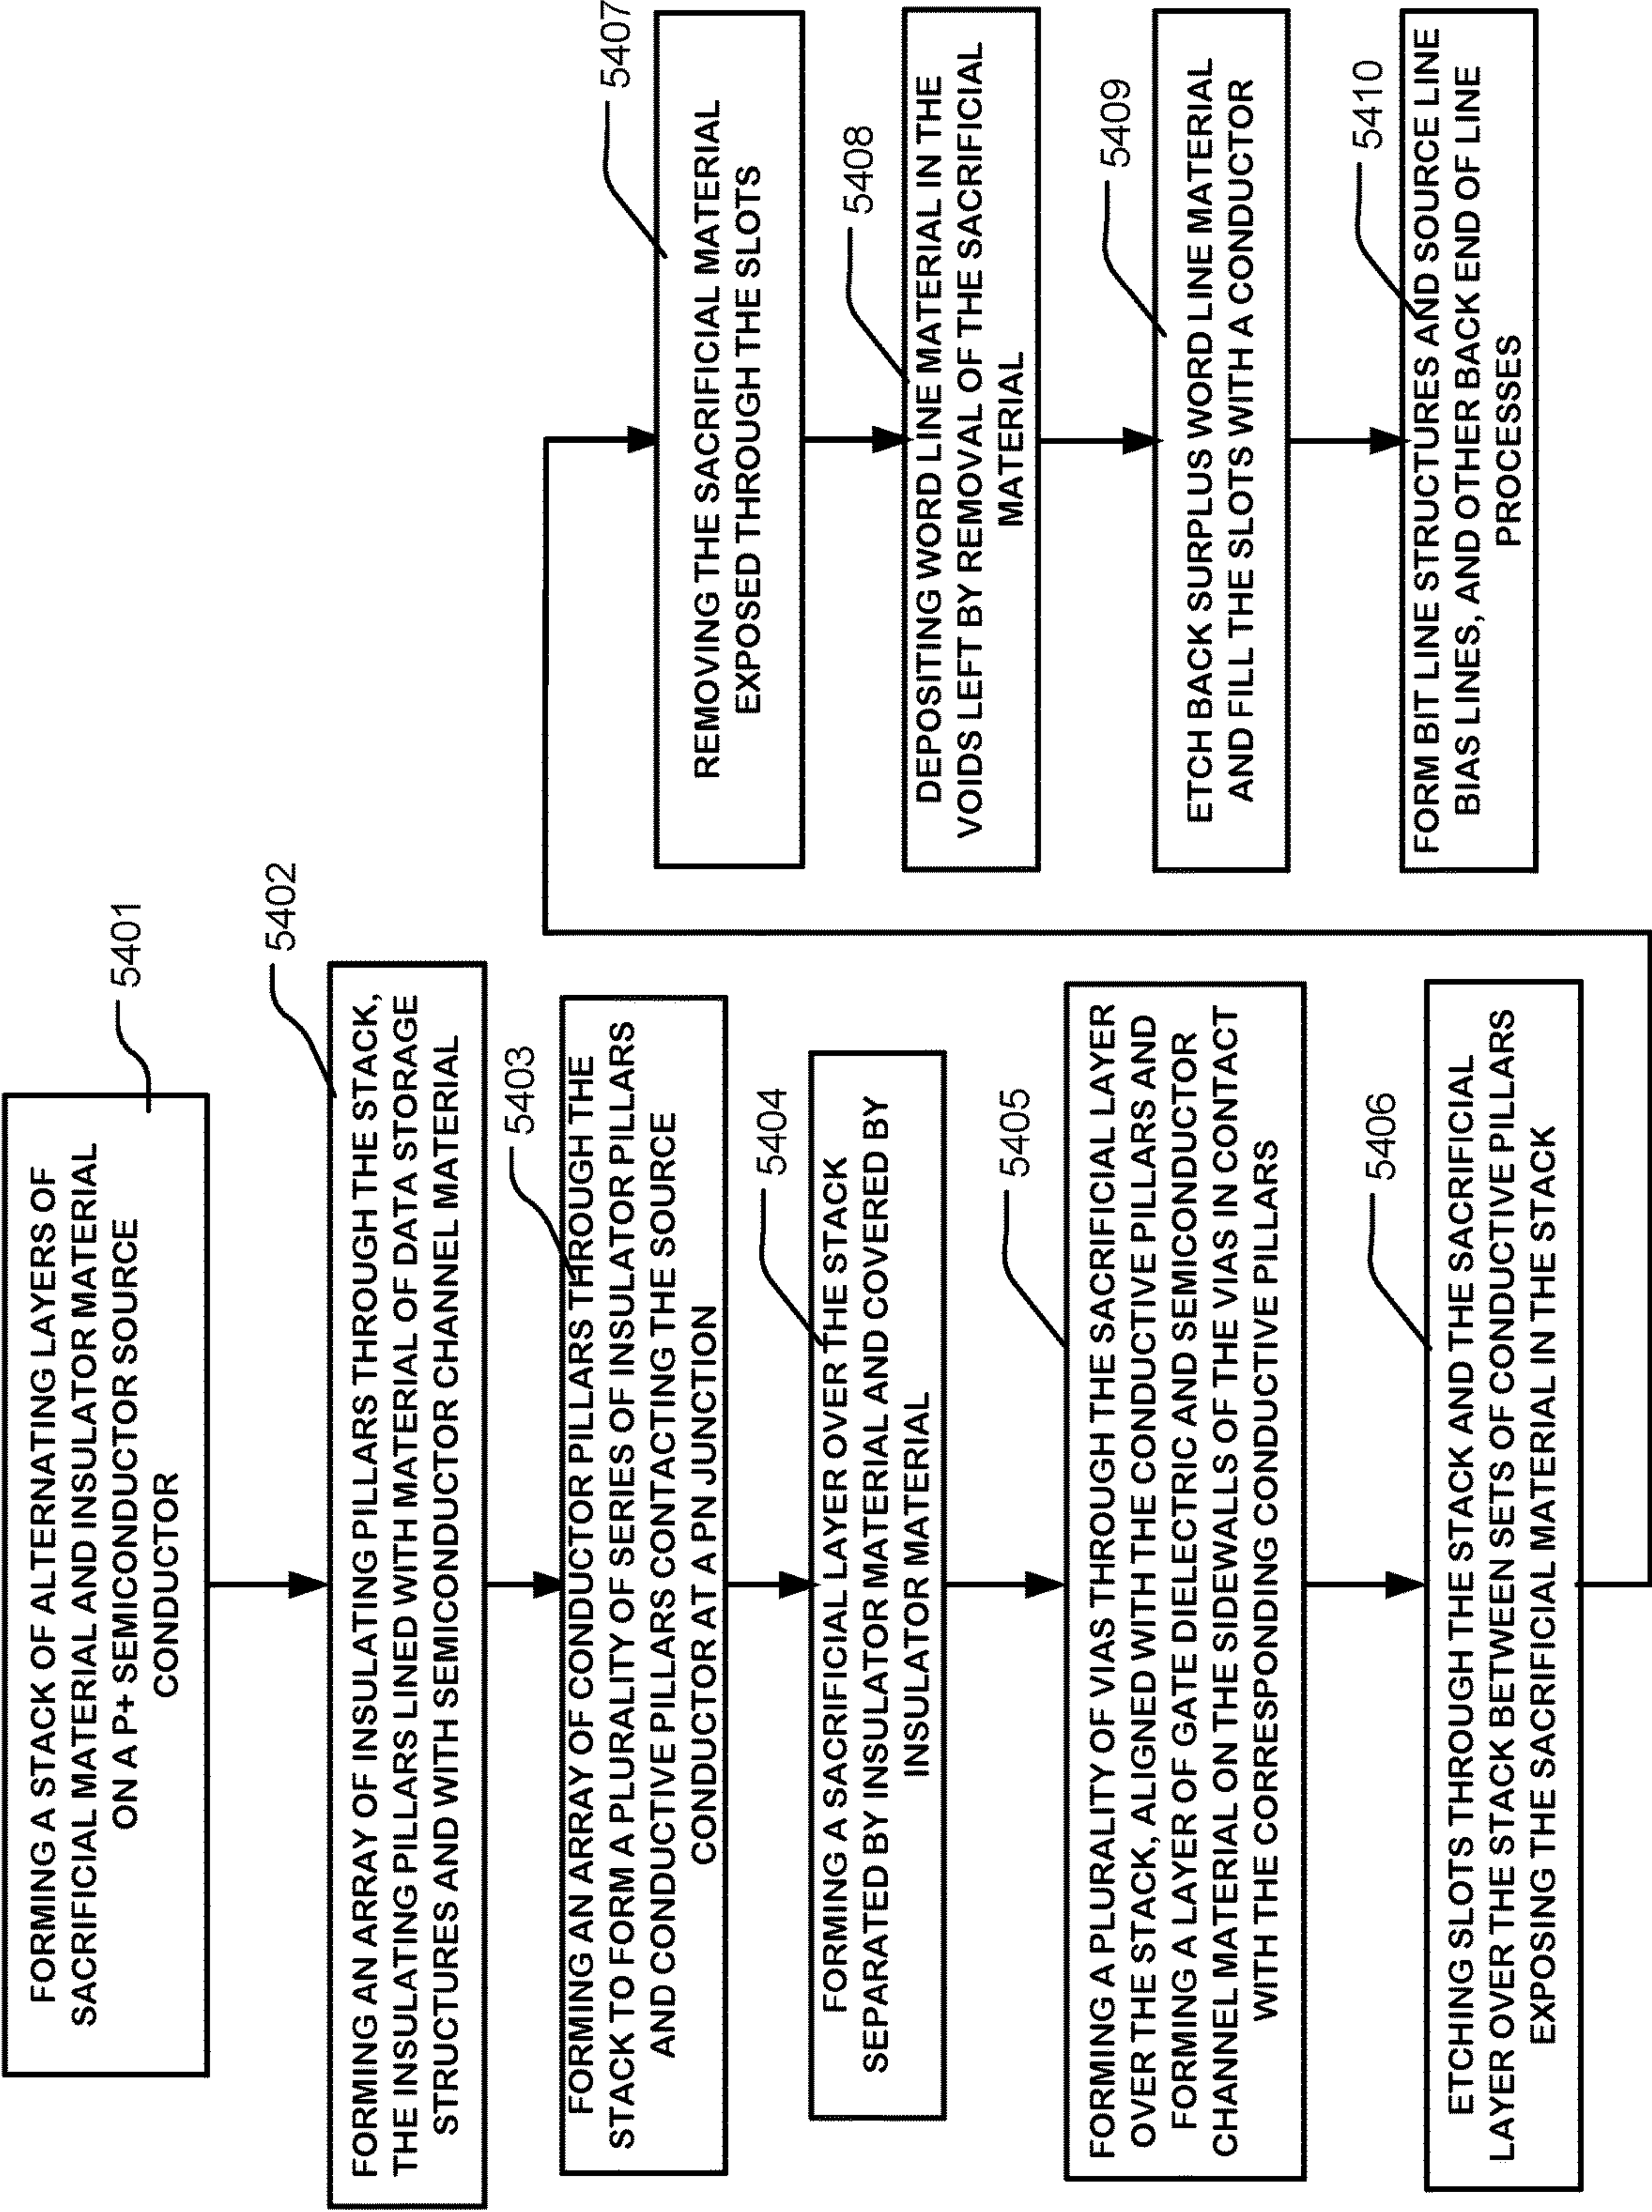 5401
FORMING A STACK OF ALTERNATING LAYERS OF
SACRIFICIAL MATERIAL AND INSULATOR MATERIAL
ON A P+ SEMICONDUCTOR SOURCE
CONDUCTOR
5402
FORMING AN ARRAY OF INSULATING PILLARS THROUGH THE STACK,
THE INSULATING PILLARS LINED WITH MATERIAL OF DATA STORAGE
STRUCTURES AND WITH SEMICONDUCTOR CHANNEL MATERIAL
5403
FORMING AN ARRAY OF CONDUCTOR PILLARS THROUGH THE
STACK TO FORM A PLURALITY OF SERIES OF INSULATOR PILLARS
AND CONDUCTIVE PILLARS CONTACTING THE SOURCE
CONDUCTOR AT A PN JUNCTION
5404
FORMING A SACRIFICIAL LAYER OVER THE STACK
SEPARATED BY INSULATOR MATERIAL AND COVERED BY
INSULATOR MATERIAL
5405
FORMING A PLURALITY OF VIAS THROUGH THE SACRIFICIAL LAYER
OVER THE STACK, ALIGNED WITH THE CONDUCTIVE PILLARS AND
FORMING A LAYER OF GATE DIELECTRIC AND SEMICONDUCTOR
CHANNEL MATERIAL ON THE SIDEWALLS OF THE VIAS IN CONTACT
WITH THE CORRESPONDING CONDUCTIVE PILLARS
5406
ETCHING SLOTS THROUGH THE STACK AND THE SACRIFICIAL
LAYER OVER THE STACK BETWEEN SETS OF CONDUCTIVE PILLARS
EXPOSING THE SACRIFICIAL MATERIAL IN THE STACK
5407
REMOVING THE SACRIFICIAL MATERIAL
EXPOSED THROUGH THE SLOTS
5408
DEPOSITING WORD LINE MATERIAL IN THE
VOIDS LEFT BY REMOVAL OF THE SACRIFICIAL
MATERIAL
5409
ETCH BACK SURPLUS WORD LINE MATERIAL
AND FILL THE SLOTS WITH A CONDUCTOR
5410
FORM BIT LINE STRUCTURES AND SOURCE LINE
BIAS LINES, AND OTHER BACK END OF LINE
PROCESSES